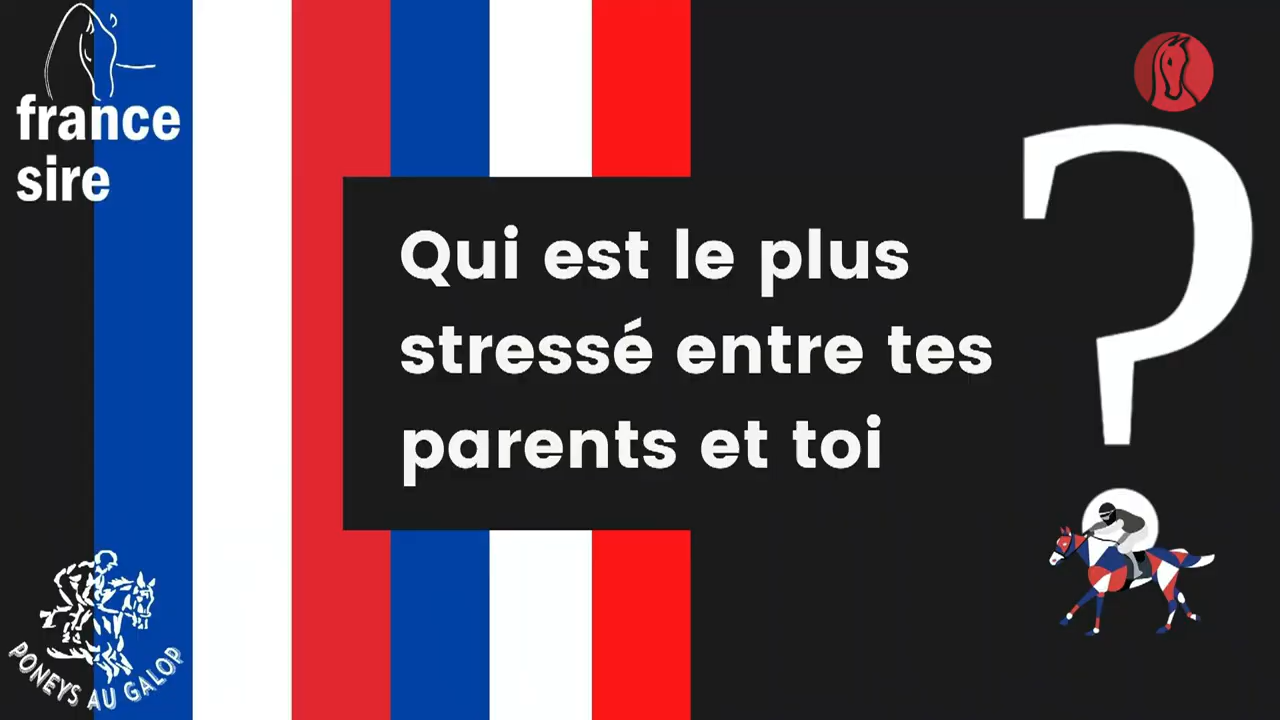 france
sire
Qui est le plus
stressé entre tes
parents et toi
?
PONEYS AU GALOP